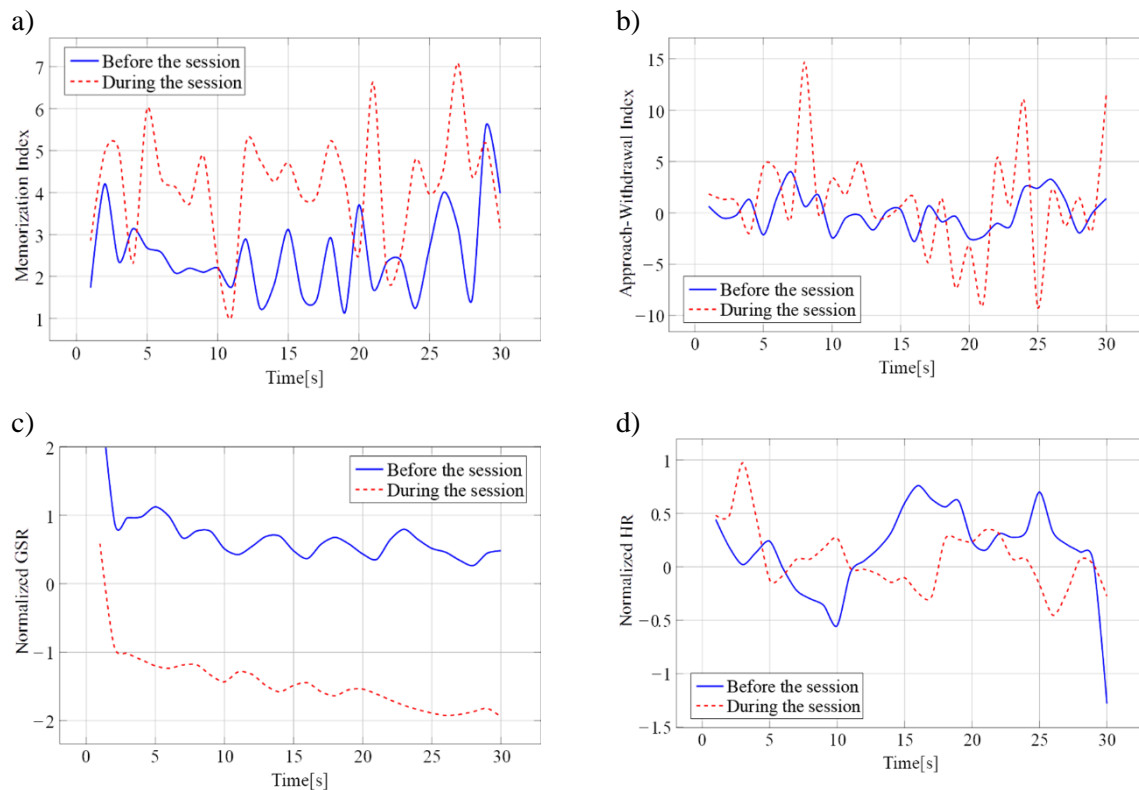 a)
Before the session
During the session
Memorization Index
7
6
5
4
3
2
1
0 5 10 15 20 25 30
Time[s]
b)
Approach-Withdrawal Index
15
10
5
0
−5
−10
Before the session
During the session
0 5 10 15 20 25 30
Time[s]
c)
Before the session
During the session
Normalized GSR
2
1
0
−1
−2
0 5 10 15 20 25 30
Time[s]
d)
Normalized HR
1
0.5
0
−0.5
−1
−1.5
Before the session
During the session
0 5 10 15 20 25 30
Time[s]